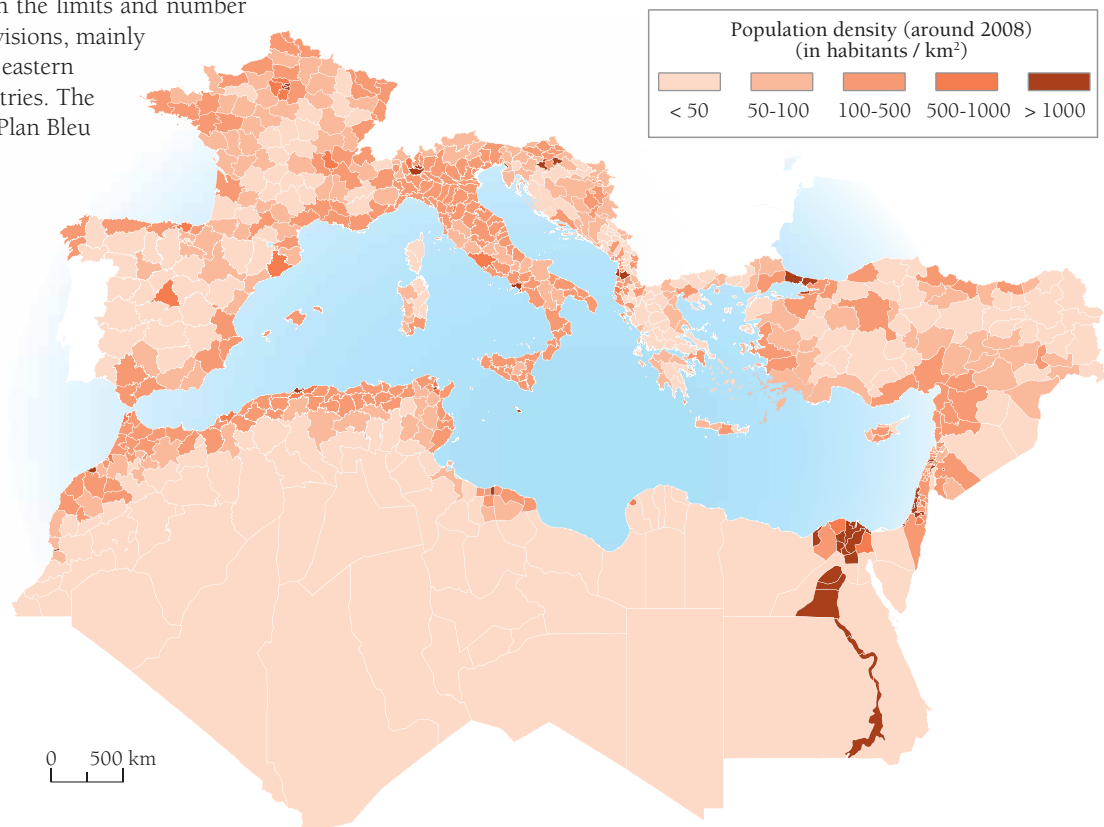 n the limits and number
visions, mainly
eastern
tries. The
Plan Bleu
Population density (around 2008)
(in habitants / km²)
< 50 50-100 100-500 500-1000 > 1000
0 500 km